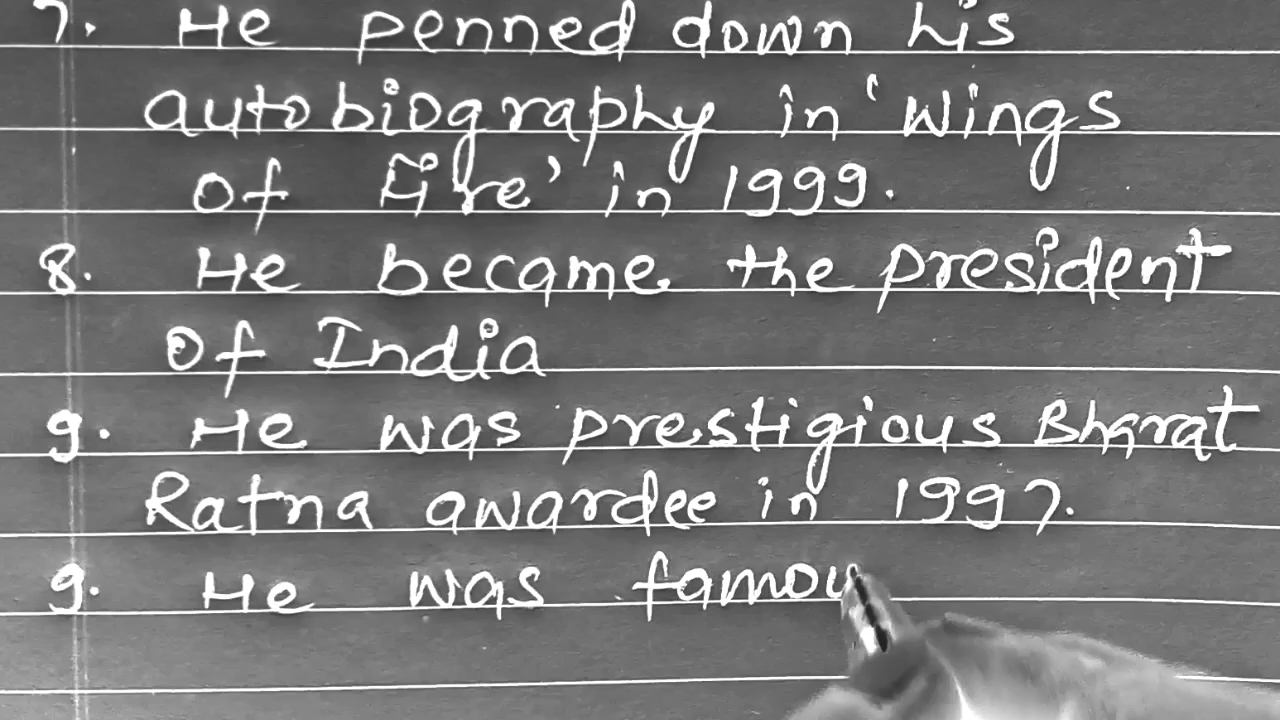 7. He penned down his
autobiography in 'Wings
Of Fire' in 1999.
8. He became the president
Of India
9. He was prestigious Bharat
Ratna awardee in 1997.
9. He was famou